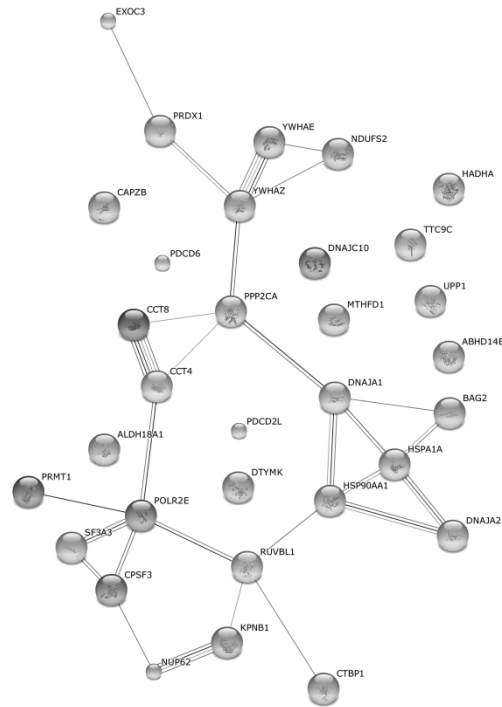 EXOC3
PRDX1
YWHAE
NDUFS2
HADHA
CAPZB
YWHAZ
TTC9C
PDCD6
DNAJC10
UPP1
PPP2CA
MTHFD1
CCT8
ABHD14B
CCT4
DNAJA1
BAG2
PDCD2L
ALDH18A1
HSPA1A
DTYMK
PRMT1
HSP90AA1
POLR2E
DNAJA2
SF3A3
RUVBL1
CPSF3
KPNB1
NUP62
CTBP1